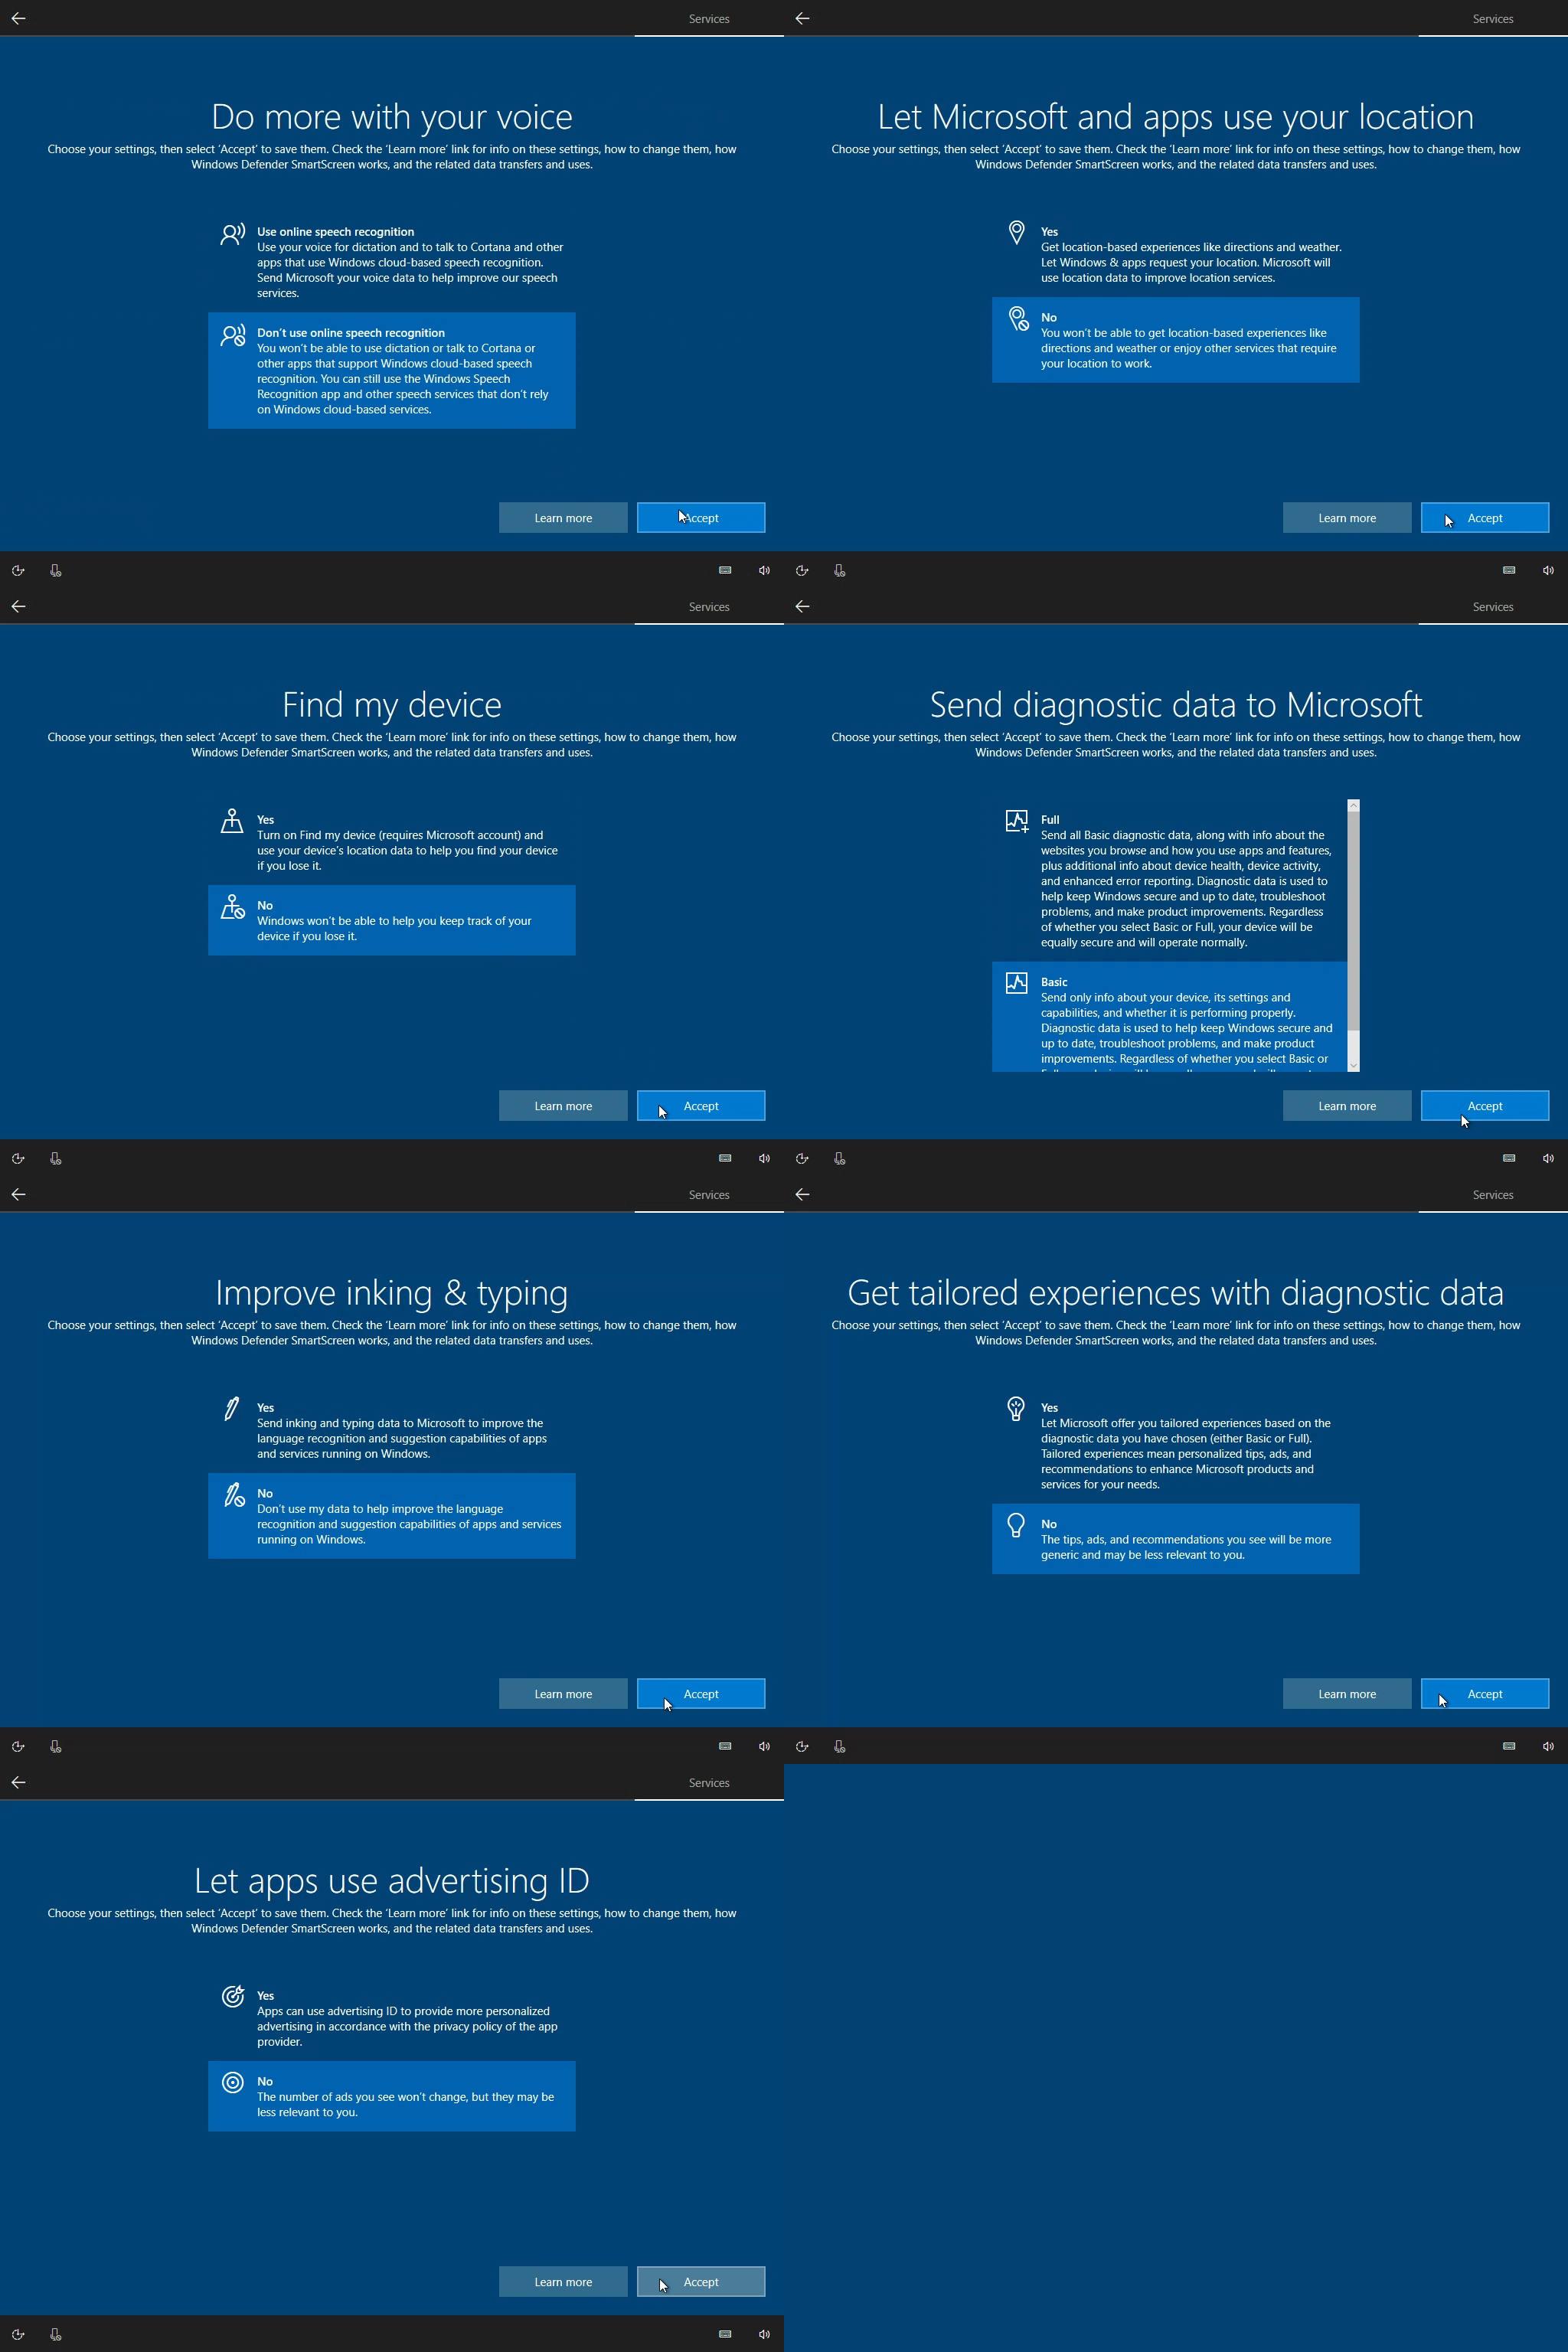 Services
Do more with your voice
Choose your settings, then select ‘Accept’ to save them. Check the ‘Learn more’ link for info on these settings, how to change them, how
Windows Defender SmartScreen works, and the related data transfers and uses.
Use online speech recognition
Use your voice for dictation and to talk to Cortana and other
apps that use Windows cloud-based speech recognition.
Send Microsoft your voice data to help improve our speech
services.
Don’t use online speech recognition
You won’t be able to use dictation or talk to Cortana or
other apps that support Windows cloud-based speech
recognition. You can still use the Windows Speech
Recognition app and other speech services that don’t rely
on Windows cloud-based services.
Learn more
Accept
Services
Let Microsoft and apps use your location
Choose your settings, then select ‘Accept’ to save them. Check the ‘Learn more’ link for info on these settings, how to change them, how
Windows Defender SmartScreen works, and the related data transfers and uses.
Yes
Get location-based experiences like directions and weather.
Let Windows & apps request your location. Microsoft will
use location data to improve location services.
No
You won’t be able to get location-based experiences like
directions and weather or enjoy other services that require
your location to work.
Learn more
Accept
Services
Find my device
Choose your settings, then select ‘Accept’ to save them. Check the ‘Learn more’ link for info on these settings, how to change them, how
Windows Defender SmartScreen works, and the related data transfers and uses.
Yes
Turn on Find my device (requires Microsoft account) and
use your device’s location data to help you find your device
if you lose it.
No
Windows won’t be able to help you keep track of your
device if you lose it.
Learn more
Accept
Services
Send diagnostic data to Microsoft
Choose your settings, then select ‘Accept’ to save them. Check the ‘Learn more’ link for info on these settings, how to change them, how
Windows Defender SmartScreen works, and the related data transfers and uses.
Full
Send all Basic diagnostic data, along with info about the
websites you browse and how you use apps and features,
plus additional info about device health, device activity,
and enhanced error reporting. Diagnostic data is used to
help keep Windows secure and up to date, troubleshoot
problems, and make product improvements. Regardless
of whether you select Basic or Full, your device will be
equally secure and will operate normally.
Basic
Send only info about your device, its settings and
capabilities, and whether it is performing properly.
Diagnostic data is used to help keep Windows secure and
up to date, troubleshoot problems, and make product
improvements. Regardless of whether you select Basic or
Learn more
Accept
Services
Improve inking & typing
Choose your settings, then select ‘Accept’ to save them. Check the ‘Learn more’ link for info on these settings, how to change them, how
Windows Defender SmartScreen works, and the related data transfers and uses.
Yes
Send inking and typing data to Microsoft to improve the
language recognition and suggestion capabilities of apps
and services running on Windows.
No
Don’t use my data to help improve the language
recognition and suggestion capabilities of apps and services
running on Windows.
Learn more
Accept
Services
Get tailored experiences with diagnostic data
Choose your settings, then select ‘Accept’ to save them. Check the ‘Learn more’ link for info on these settings, how to change them, how
Windows Defender SmartScreen works, and the related data transfers and uses.
Yes
Let Microsoft offer you tailored experiences based on the
diagnostic data you have chosen (either Basic or Full).
Tailored experiences mean personalized tips, ads, and
recommendations to enhance Microsoft products and
services for your needs.
No
The tips, ads, and recommendations you see will be more
generic and may be less relevant to you.
Learn more
Accept
Services
Let apps use advertising ID
Choose your settings, then select ‘Accept’ to save them. Check the ‘Learn more’ link for info on these settings, how to change them, how
Windows Defender SmartScreen works, and the related data transfers and uses.
Yes
Apps can use advertising ID to provide more personalized
advertising in accordance with the privacy policy of the app
provider.
No
The number of ads you see won’t change, but they may be
less relevant to you.
Learn more
Accept